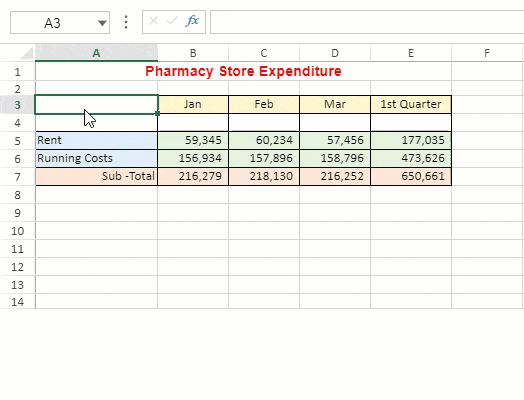 A3 fx
A B C D E F
1 Pharmacy Store Expenditure
2
3 Jan Feb Mar 1st Quarter
4
5 Rent 59,345 60,234 57,456 177,035
6 Running Costs 156,934 157,896 158,796 473,626
7 Sub -Total 216,279 218,130 216,252 650,661
8
9
10
11
12
13
14